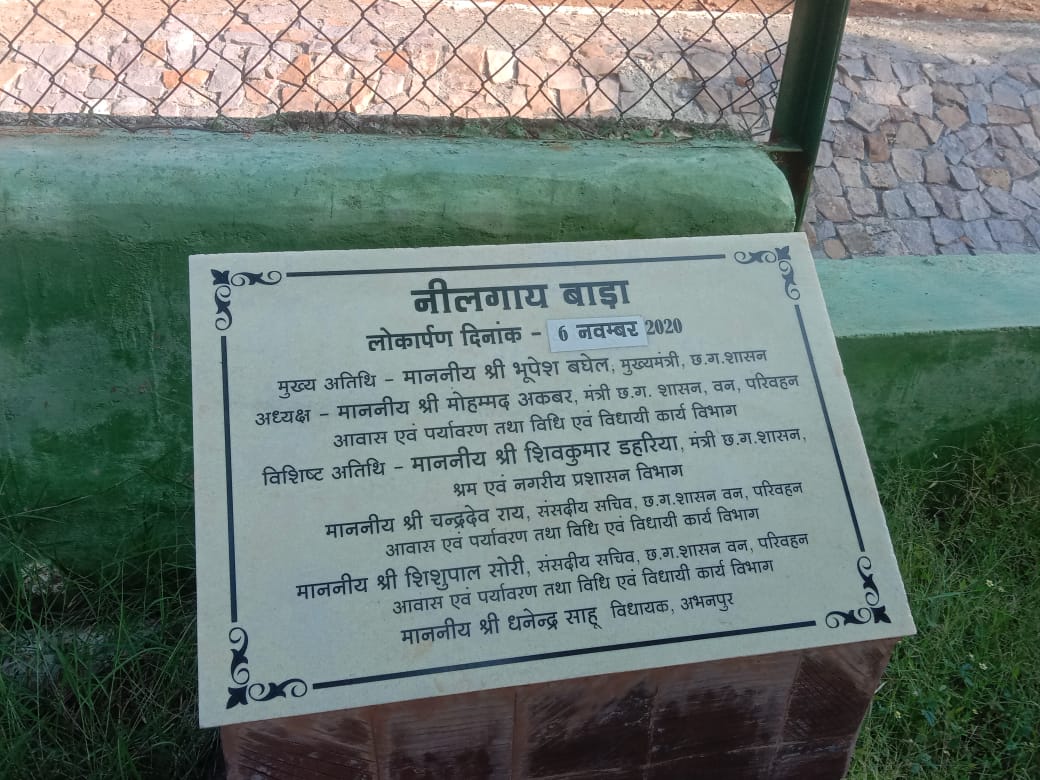 नीलगाय बाड़ा
लोकार्पण दिनांक - 6 नवम्बर 2020
मुख्य अतिथि - माननीय श्री भूपेश बघेल, मुख्यमंत्री, छ.ग.शासन
अध्यक्ष - माननीय श्री मोहम्मद अकबर, मंत्री छ.ग. शासन, वन, परिवहन
आवास एवं पर्यावरण तथा विधि एवं विधायी कार्य विभाग
विशिष्ट अतिथि - माननीय श्री शिवकुमार डहरिया, मंत्री छ.ग.शासन,
श्रम एवं नगरीय प्रशासन विभाग
माननीय श्री चन्द्रदेव राय, संसदीय सचिव, छ.ग.शासन वन, परिवहन
आवास एवं पर्यावरण तथा विधि एवं विधायी कार्य विभाग
माननीय श्री शिशुपाल सोरी, संसदीय सचिव, छ.ग.शासन वन, परिवहन
आवास एवं पर्यावरण तथा विधि एवं विधायी कार्य विभाग
माननीय श्री धनेन्द्र साहू विधायक, अभनपुर